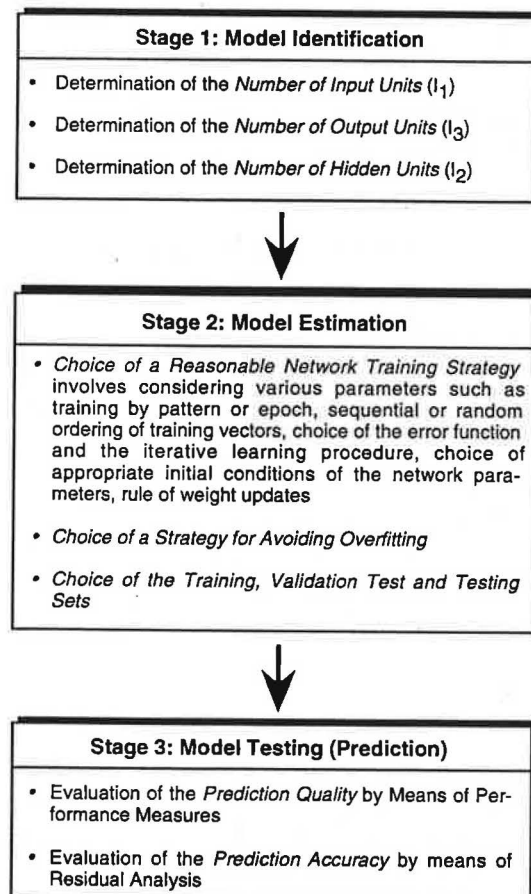 Stage 1: Model Identification
• Determination of the Number of Input Units (I₁)
• Determination of the Number of Output Units (I₃)
• Determination of the Number of Hidden Units (I₂)
Stage 2: Model Estimation
• Choice of a Reasonable Network Training Strategy
involves considering various parameters such as
training by pattern or epoch, sequential or random
ordering of training vectors, choice of the error function
and the iterative learning procedure, choice of
appropriate initial conditions of the network para-
meters, rule of weight updates
• Choice of a Strategy for Avoiding Overfitting
• Choice of the Training, Validation Test and Testing
Sets
Stage 3: Model Testing (Prediction)
• Evaluation of the Prediction Quality by Means of Per-
formance Measures
• Evaluation of the Prediction Accuracy by means of
Residual Analysis